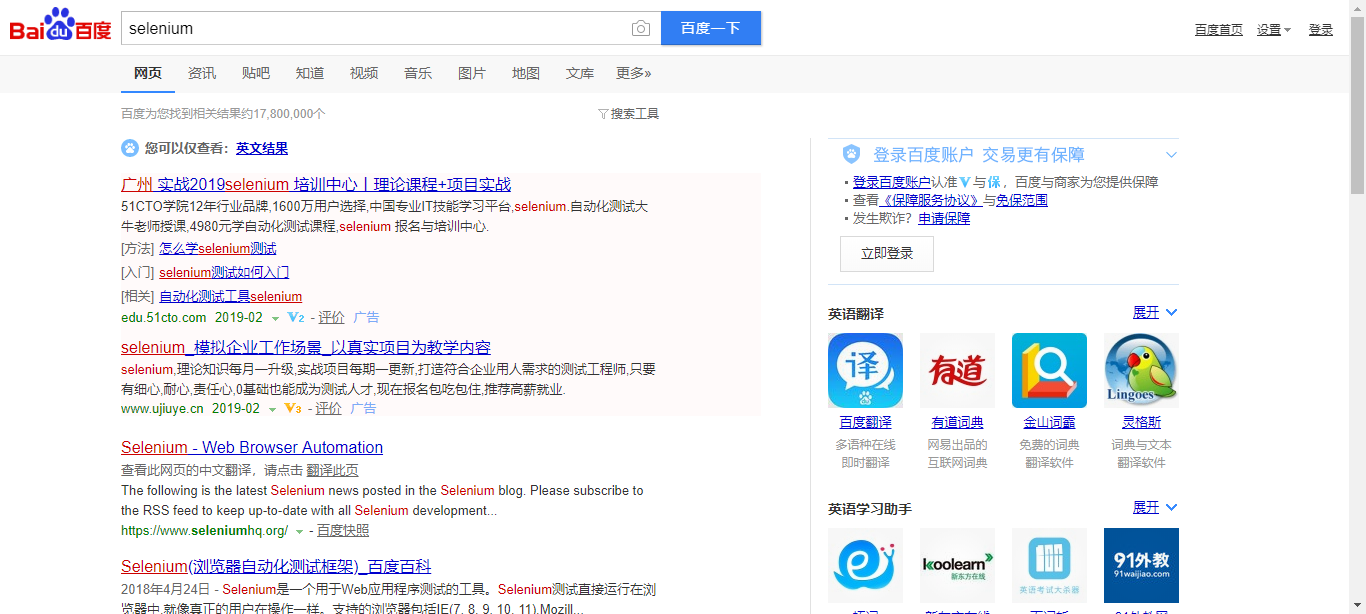 Bai du 百度
selenium
百度一下
百度首页 设置 登录
网页 资讯 贴吧 知道 视频 音乐 图片 地图 文库 更多»
百度为您找到相关结果约17,800,000个
搜索工具
您可以仅查看：英文结果
广州 实战2019selenium 培训中心丨理论课程+项目实战
51CTO学院12年行业品牌,1600万用户选择,中国专业IT技能学习平台,selenium.自动化测试大
牛老师授课,4980元学自动化测试课程,selenium 报名与培训中心.
[方法] 怎么学selenium测试
[入门] selenium测试如何入门
[相关] 自动化测试工具selenium
edu.51cto.com 2019-02 V2 - 评价 广告
selenium_模拟企业工作场景_以真实项目为教学内容
selenium,理论知识每月一升级,实战项目每期一更新,打造符合企业用人需求的测试工程师,只要
有细心,耐心,责任心,0基础也能成为测试人才,现在报名包吃包住,推荐高薪就业.
www.ujiuye.cn 2019-02 V3 - 评价 广告
Selenium - Web Browser Automation
查看此网页的中文翻译，请点击 翻译此页
The following is the latest Selenium news posted in the Selenium blog. Please subscribe to
the RSS feed to keep up-to-date with all Selenium development...
https://www.seleniumhq.org/ - 百度快照
Selenium(浏览器自动化测试框架)_百度百科
2018年4月24日 - Selenium是一个用于Web应用程序测试的工具。Selenium测试直接运行在浏
览器中,就像真正的用户在操作一样。支持的浏览器包括IE(7, 8, 9, 10, 11),Mozill...
登录百度账户 交易更有保障
登录百度账户认准V与保，百度与商家为您提供保障
查看《保障服务协议》与免保范围
发生欺诈？申请保障
立即登录
英语翻译 展开
译 有道 Lingoes
百度翻译 有道词典 金山词霸 灵格斯
多语种在线 网易出品的 免费的词典 词典与文本
即时翻译 互联网词典 翻译软件 翻译软件
英语学习助手 展开
koolearn 新东方在线
100 英语考试大杀器
91外教
91waijiao.com